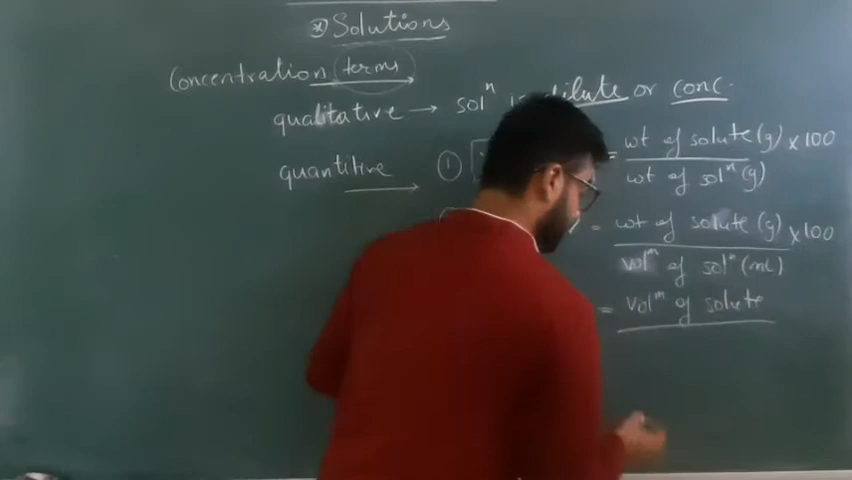 * Solutions
Concentration terms
qualitative → solⁿ is dilute or conc.
quantitive → ① = wt of solute (g) × 100
wt of solⁿ (g)
= wt of solute (g) × 100
volᵐ of solⁿ (mL)
= volᵐ of solute